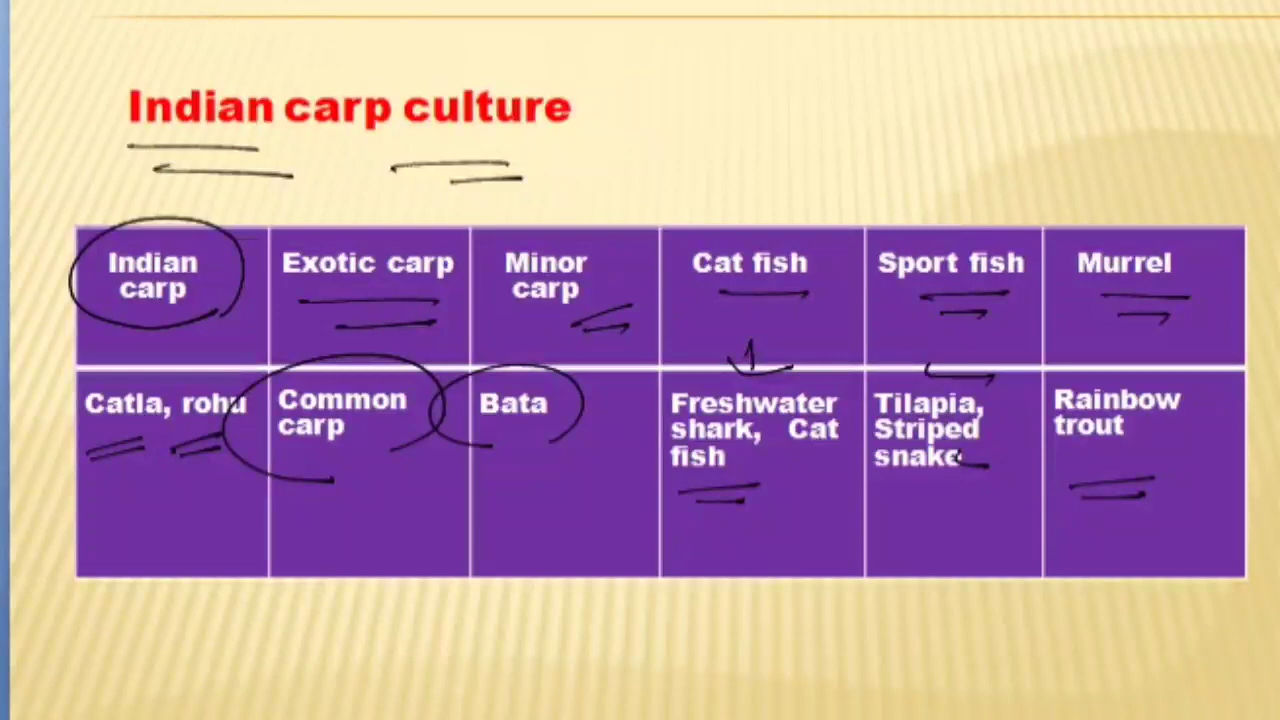 Indian carp culture
Indian
carp
Exotic carp
Minor
carp
Cat fish
Sport fish
Murrel
Catla, rohu
Common
carp
Bata
Freshwater
shark, Cat
fish
Tilapia,
Striped
snake
Rainbow
trout